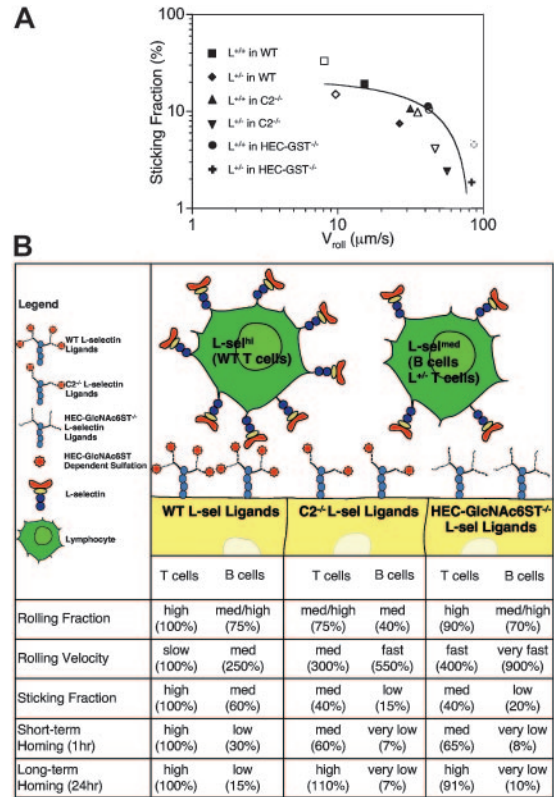 A
Sticking Fraction (%)
100
10
1
L+/+ in WT
L+/- in WT
L+/+ in C2-/-
L+/- in C2-/-
L+/+ in HEC-GST-/-
L+/- in HEC-GST-/-
1
10
100
Vroll (μm/s)
B
Legend
WT L-selectin
Ligands
C2-/- L-selectin
Ligands
HEC-GlcNAc6ST-/-
L-selectin
Ligands
HEC-GlcNAc6ST
Dependent Sulfation
L-selectin
Lymphocyte
L-selhi
(WT T cells)
L-selmed
(B cells
L+/- T cells)
WT L-sel Ligands
C2-/- L-sel Ligands
HEC-GlcNAc6ST-/-
L-sel Ligands
T cells B cells T cells B cells T cells B cells
Rolling Fraction
high med/high med/high med high med/high
(100%) (75%) (75%) (40%) (90%) (70%)
Rolling Velocity
slow med med fast fast very fast
(100%) (250%) (300%) (550%) (400%) (900%)
Sticking Fraction
high med med low med low
(100%) (60%) (40%) (15%) (40%) (20%)
Short-term
Homing (1hr)
high low med very low med very low
(100%) (30%) (60%) (7%) (65%) (8%)
Long-term
Homing (24hr)
high low high very low high very low
(100%) (15%) (110%) (7%) (91%) (10%)